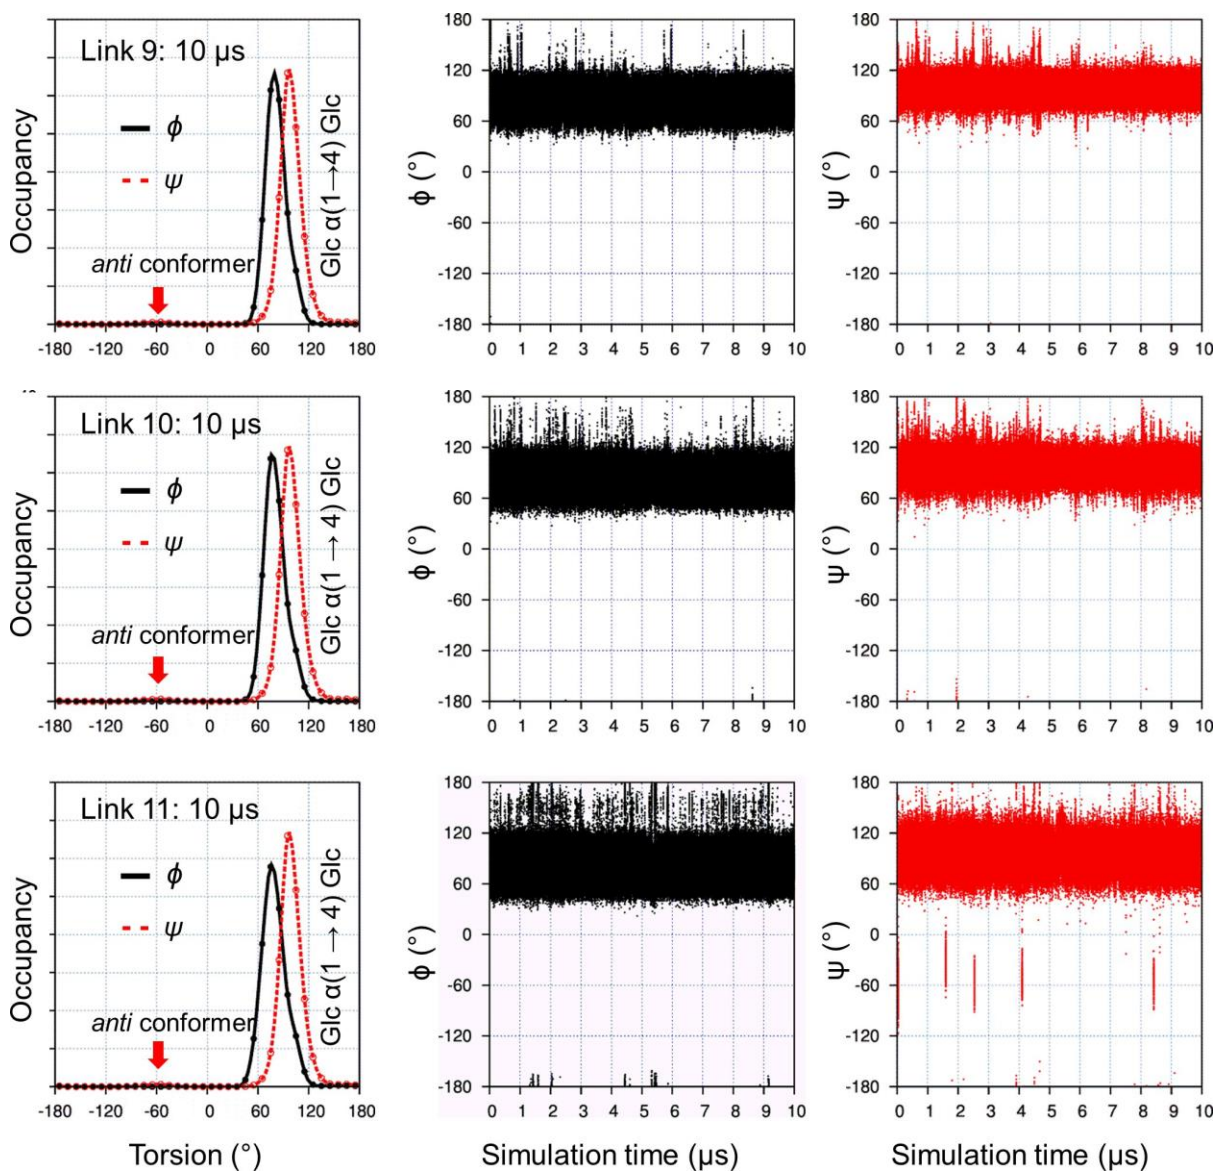 Link 9: 10 µs
ϕ
ψ
anti conformer
Occupancy
Glc α(1→4) Glc
-180 -120 -60 0 60 120 180
ϕ (°)
180
120
60
0
-60
-120
-180
0 1 2 3 4 5 6 7 8 9 10
Ψ (°)
180
120
60
0
-60
-120
-180
0 1 2 3 4 5 6 7 8 9 10
Link 10: 10 µs
ϕ
ψ
anti conformer
Occupancy
Glc α(1 → 4) Glc
-180 -120 -60 0 60 120 180
ϕ (°)
180
120
60
0
-60
-120
-180
0 1 2 3 4 5 6 7 8 9 10
Ψ (°)
180
120
60
0
-60
-120
-180
0 1 2 3 4 5 6 7 8 9 10
Link 11: 10 µs
ϕ
ψ
anti conformer
Occupancy
Glc α(1 → 4) Glc
-180 -120 -60 0 60 120 180
ϕ (°)
180
120
60
0
-60
-120
-180
0 1 2 3 4 5 6 7 8 9 10
Ψ (°)
180
120
60
0
-60
-120
-180
0 1 2 3 4 5 6 7 8 9 10
Torsion (°)
Simulation time (µs)
Simulation time (µs)